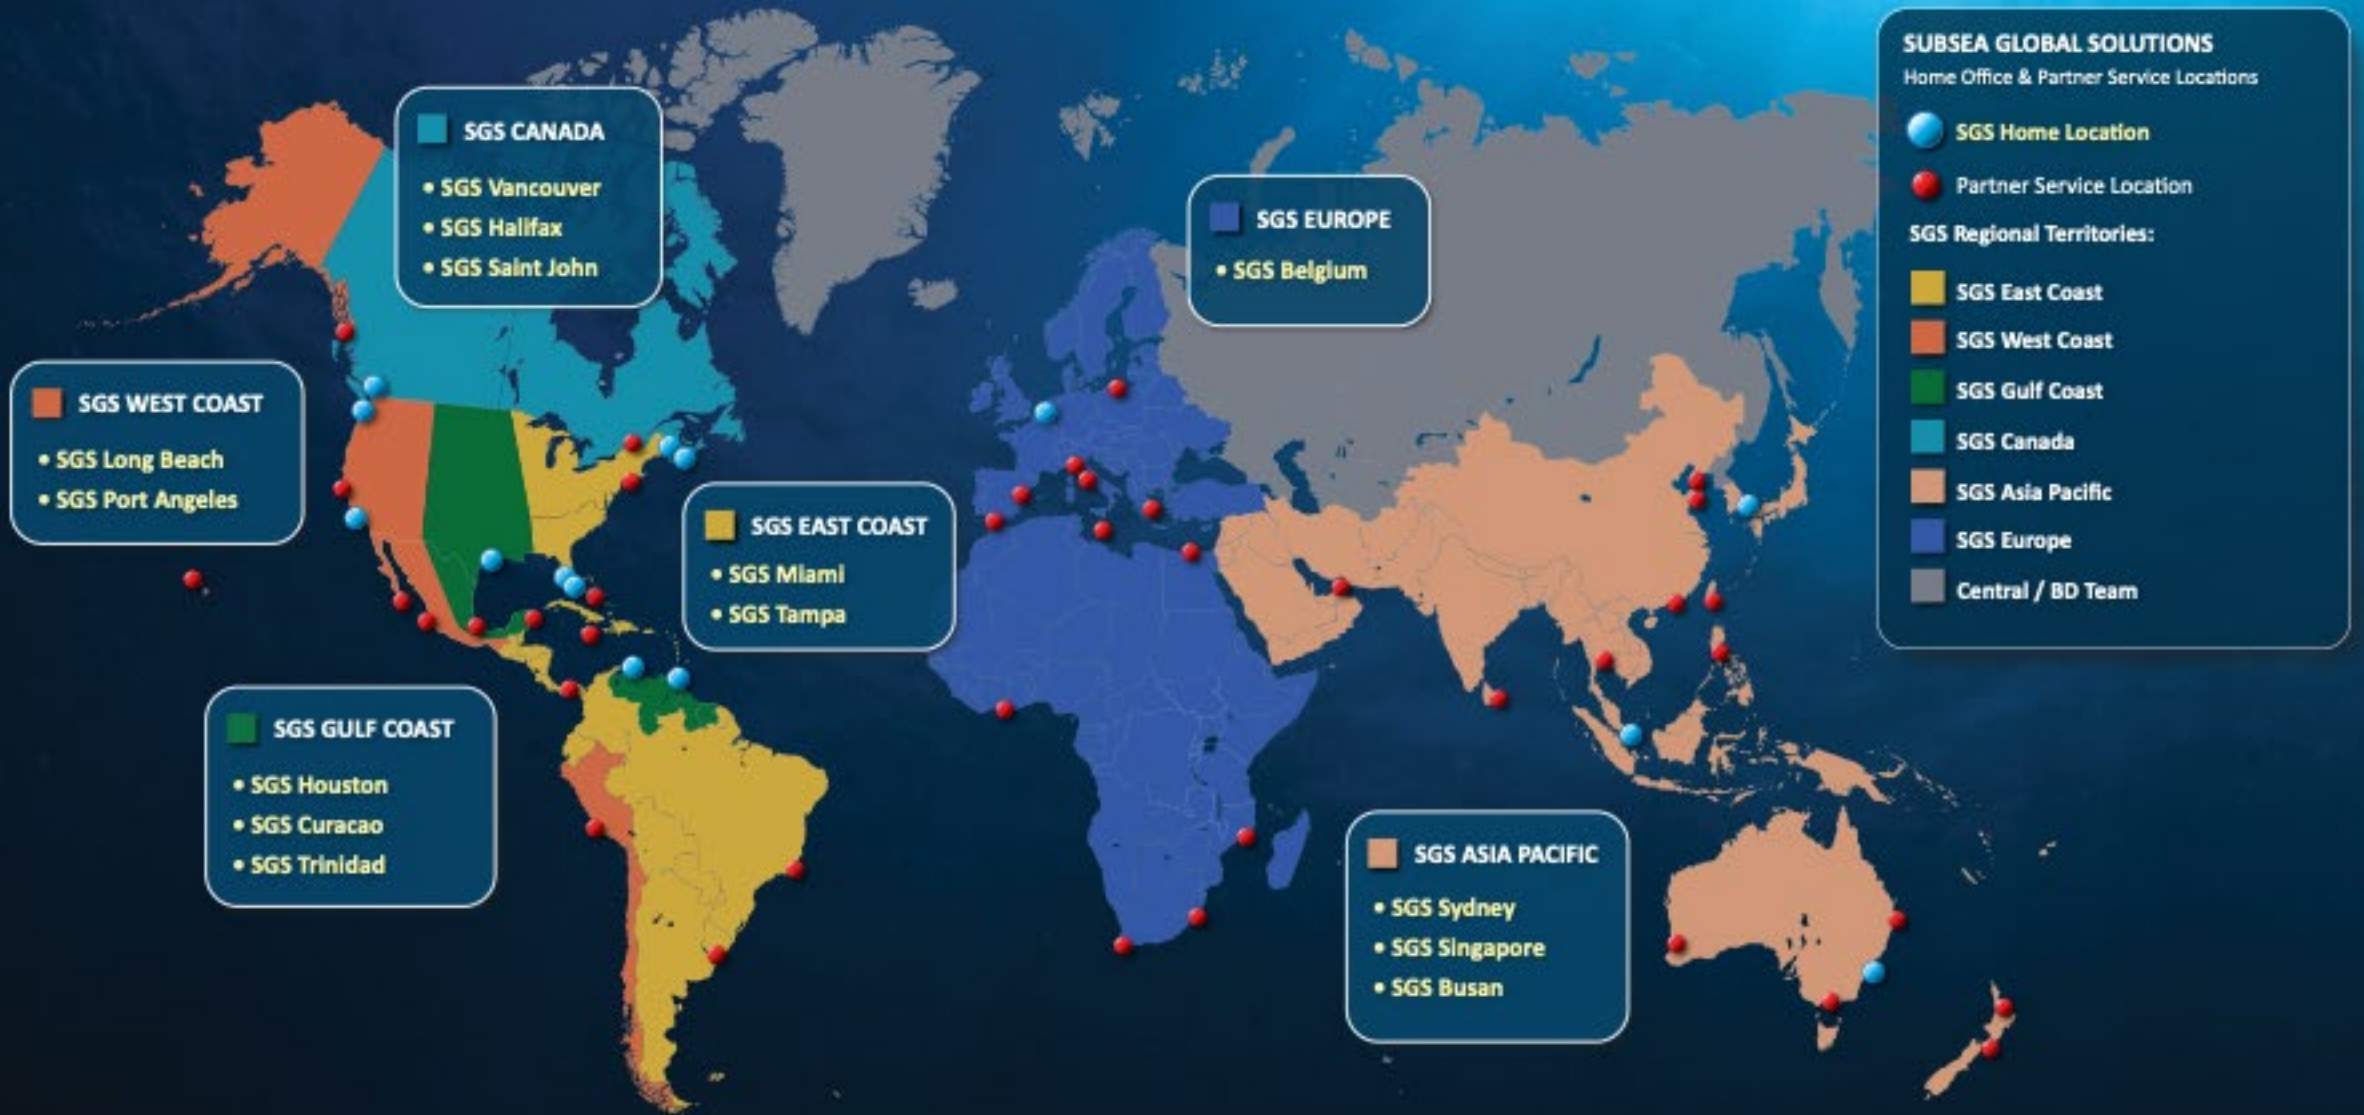 SUBSEA GLOBAL SOLUTIONS
Home Office & Partner Service Locations
SGS Home Location
Partner Service Location
SGS Regional Territories:
SGS East Coast
SGS West Coast
SGS Gulf Coast
SGS Canada
SGS Asia Pacific
SGS Europe
Central / BD Team
SGS CANADA
• SGS Vancouver
• SGS Halifax
• SGS Saint John
SGS EUROPE
• SGS Belgium
SGS WEST COAST
• SGS Long Beach
• SGS Port Angeles
SGS EAST COAST
• SGS Miami
• SGS Tampa
SGS GULF COAST
• SGS Houston
• SGS Curacao
• SGS Trinidad
SGS ASIA PACIFIC
• SGS Sydney
• SGS Singapore
• SGS Busan